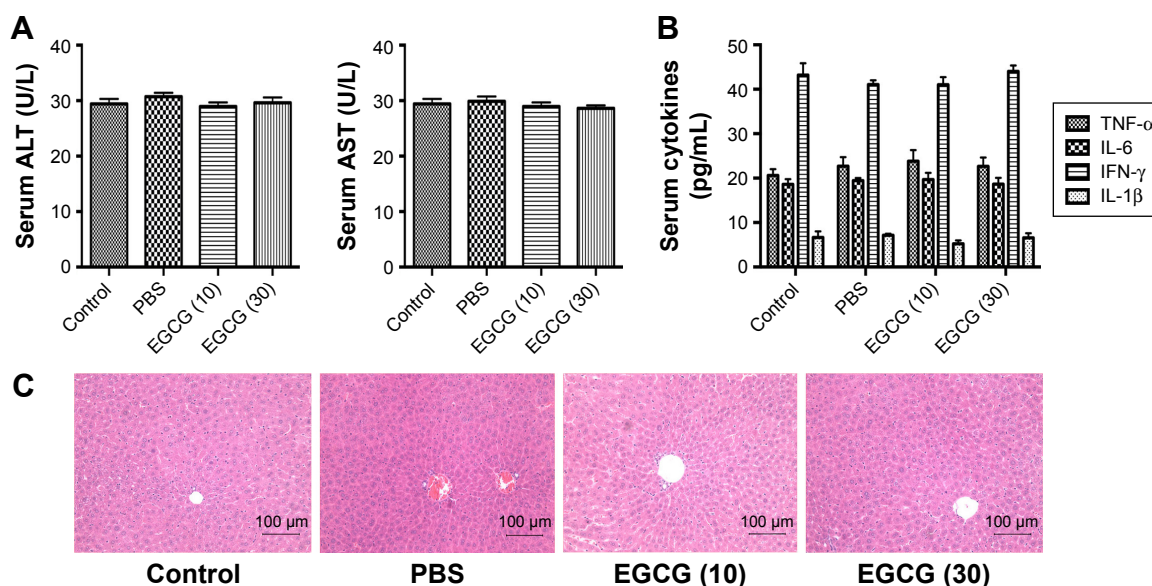 A
Serum ALT (U/L)
40
30
20
10
0
Control
PBS
EGCG (10)
EGCG (30)
Serum AST (U/L)
40
30
20
10
0
Control
PBS
EGCG (10)
EGCG (30)
B
Serum cytokines
(pg/mL)
50
40
30
20
10
0
Control
PBS
EGCG (10)
EGCG (30)
TNF-α
IL-6
IFN-γ
IL-1β
C
100 µm
100 µm
100 µm
100 µm
Control
PBS
EGCG (10)
EGCG (30)